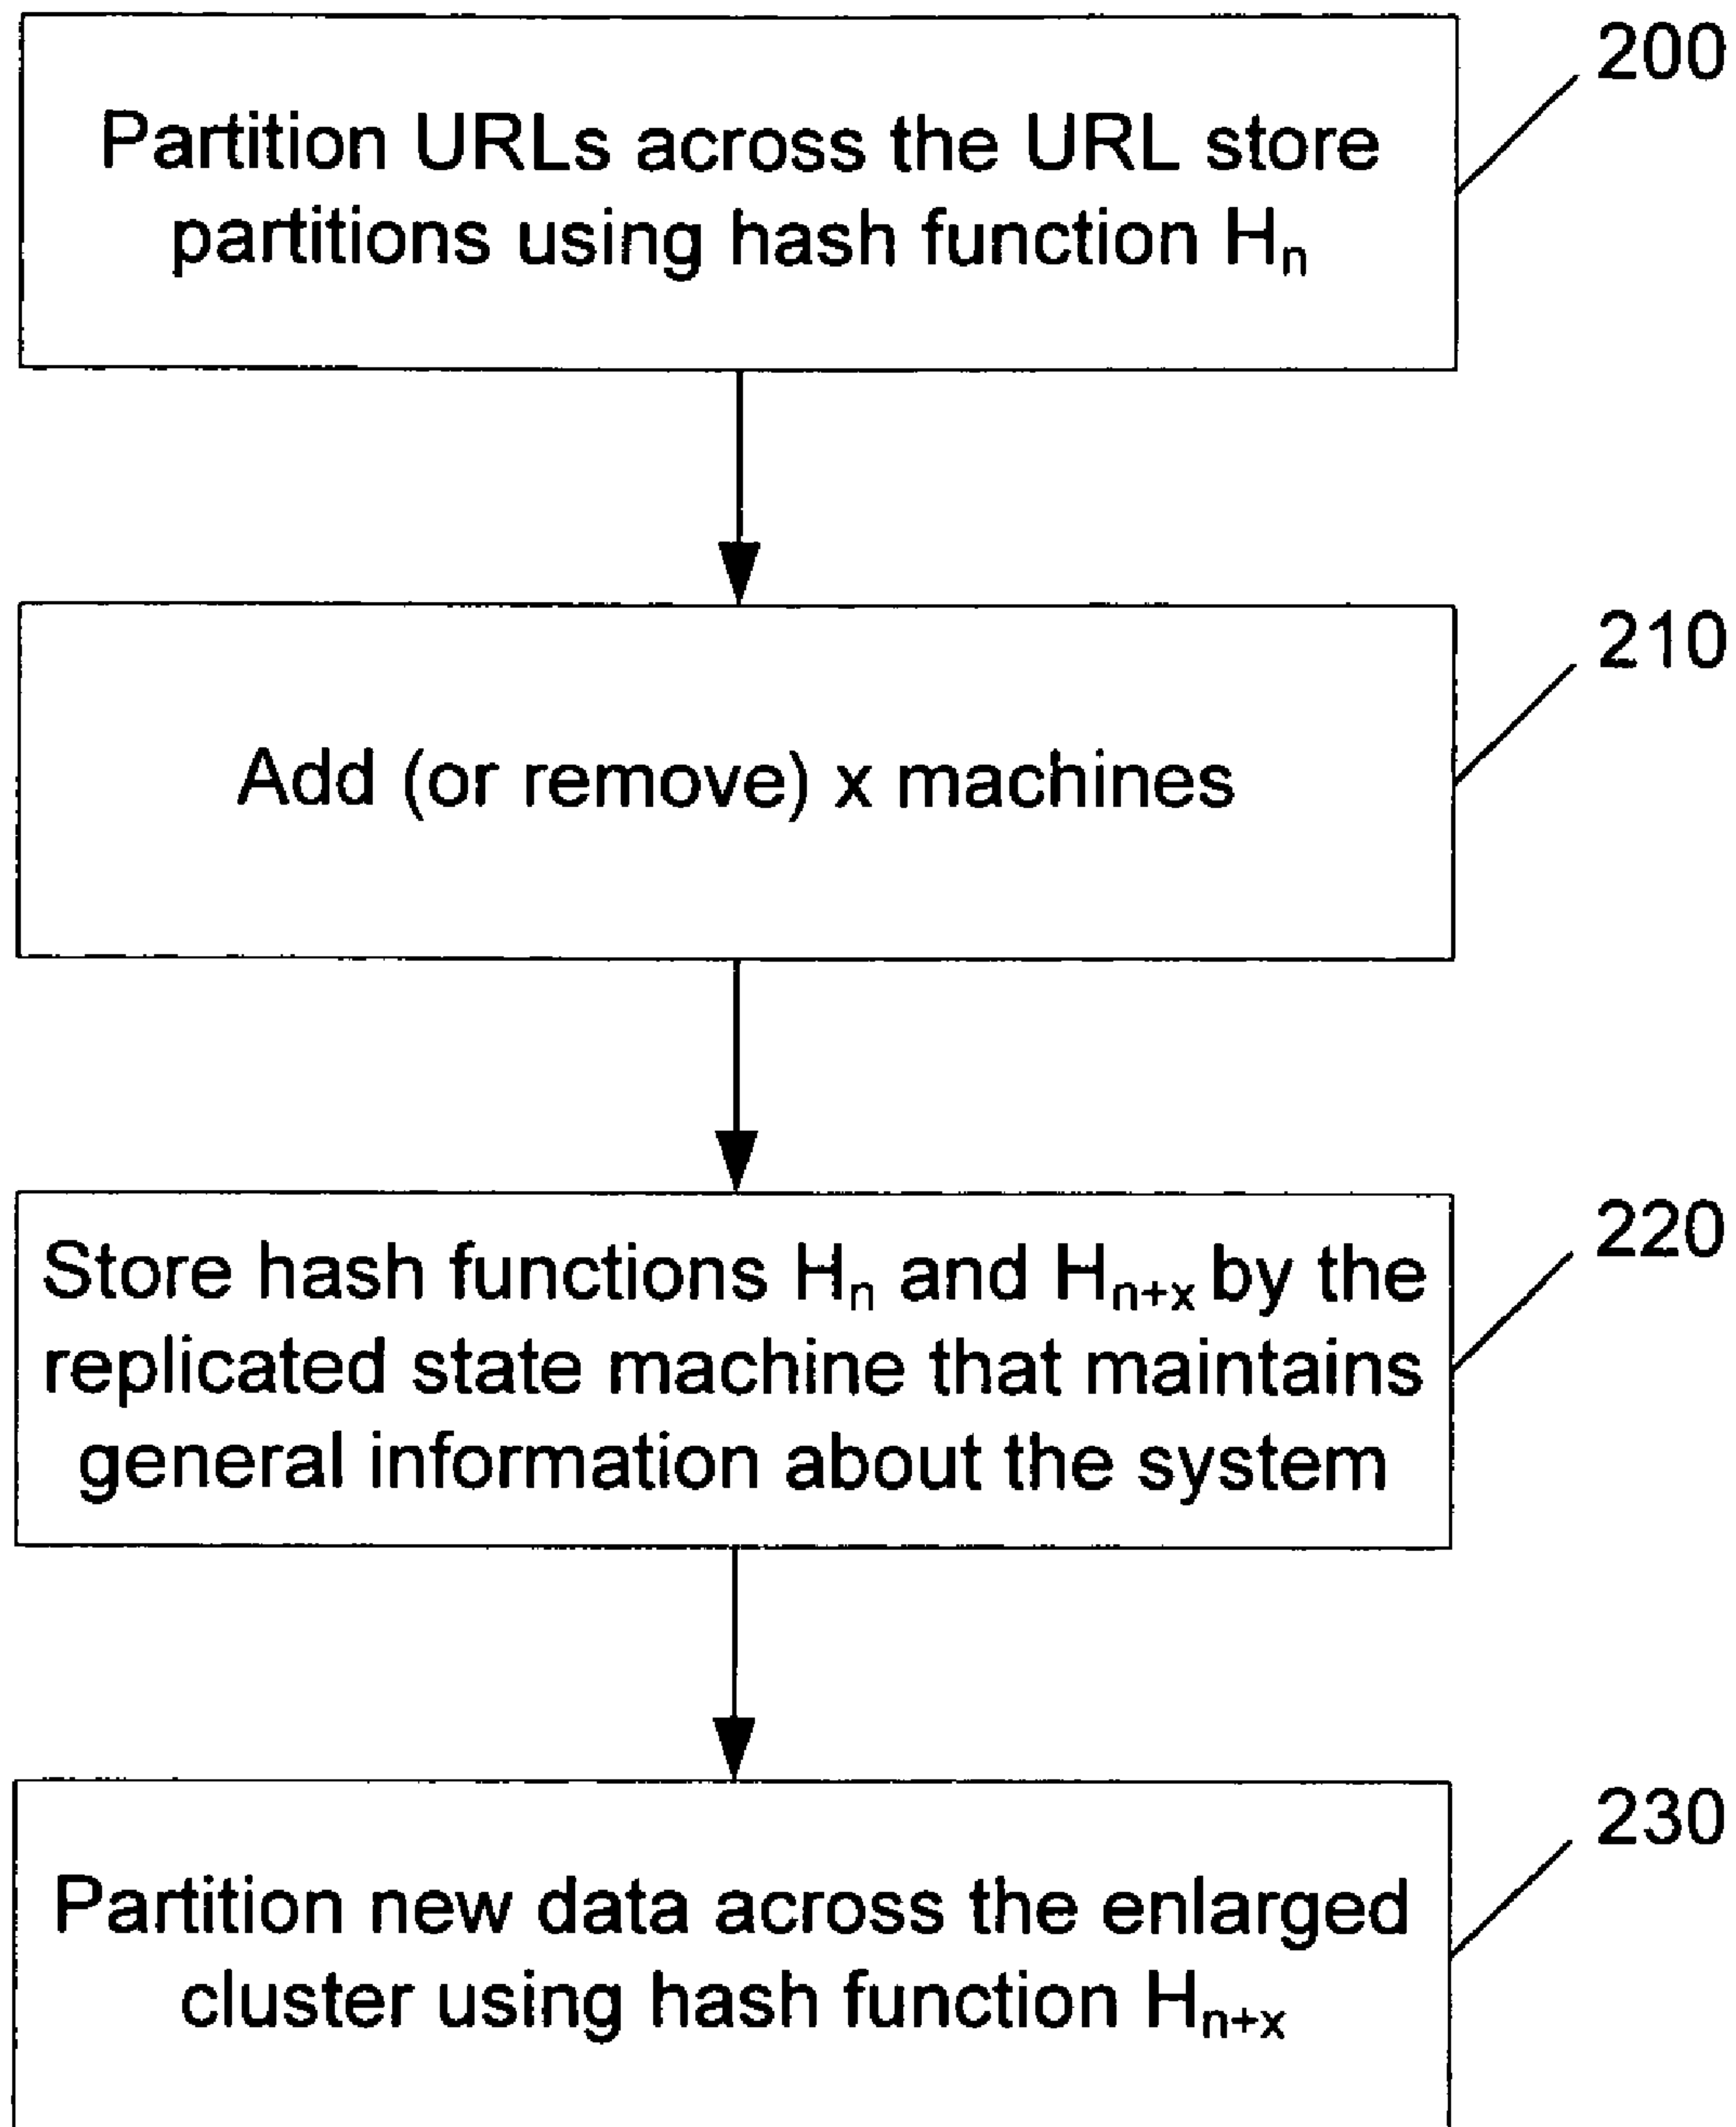 200
Partition URLs across the URL store
partitions using hash function Hₙ
210
Add (or remove) x machines
220
Store hash functions Hₙ and Hₙ₊ₓ by the
replicated state machine that maintains
general information about the system
230
Partition new data across the enlarged
cluster using hash function Hₙ₊ₓ